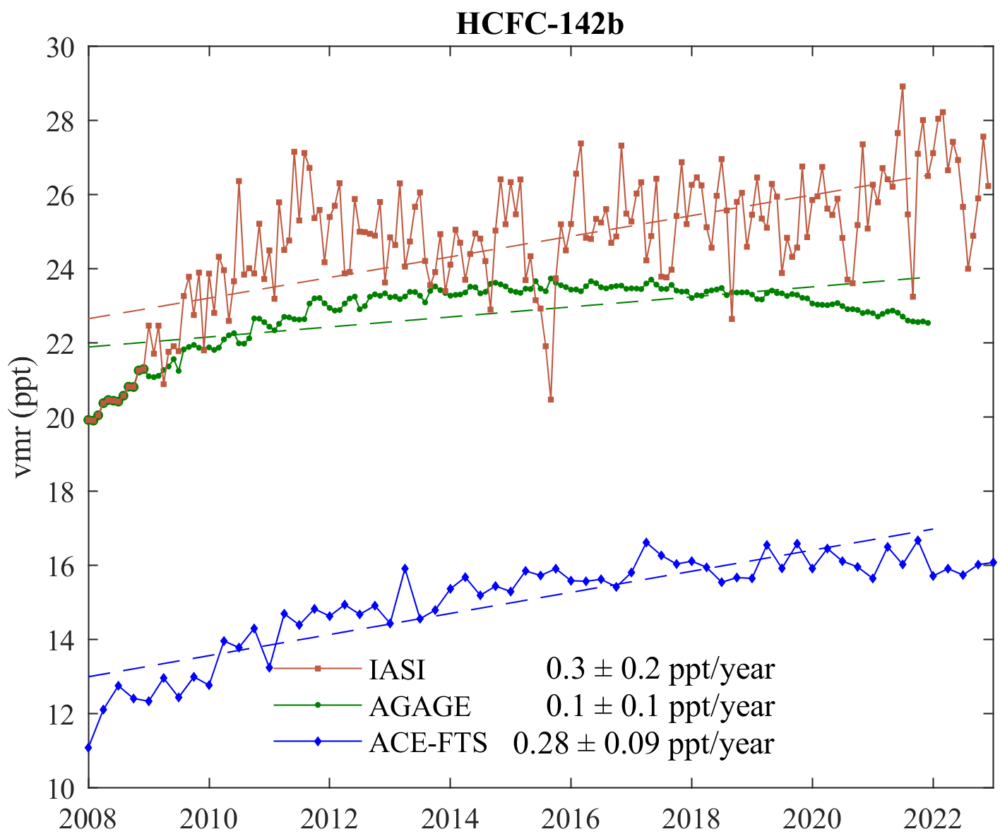 HCFC-142b
30
28
26
24
22
20
18
16
14
12
10
vmr (ppt)
IASI 0.3 ± 0.2 ppt/year
AGAGE 0.1 ± 0.1 ppt/year
ACE-FTS 0.28 ± 0.09 ppt/year
2008 2010 2012 2014 2016 2018 2020 2022